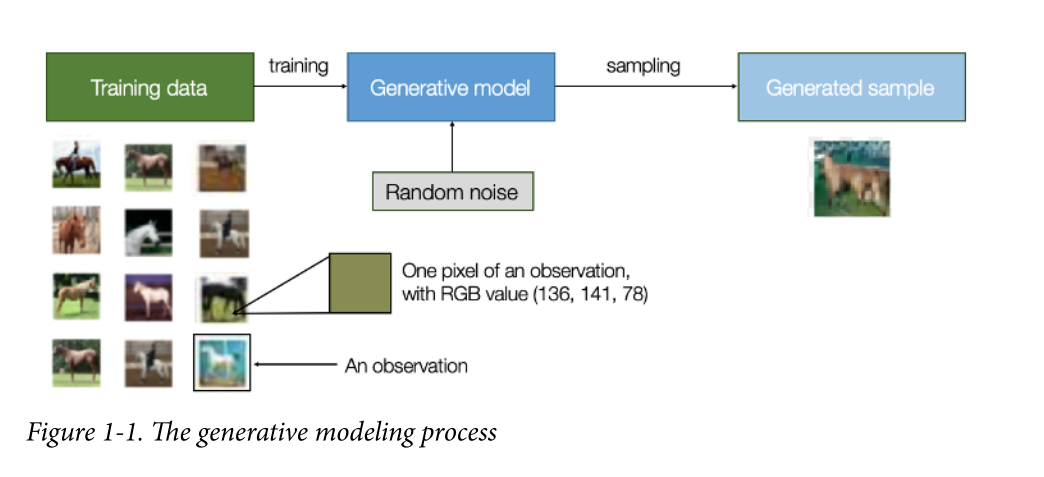 Training data
training
Generative model
sampling
Generated sample
Random noise
One pixel of an observation,
with RGB value (136, 141, 78)
An observation
Figure 1-1. The generative modeling process